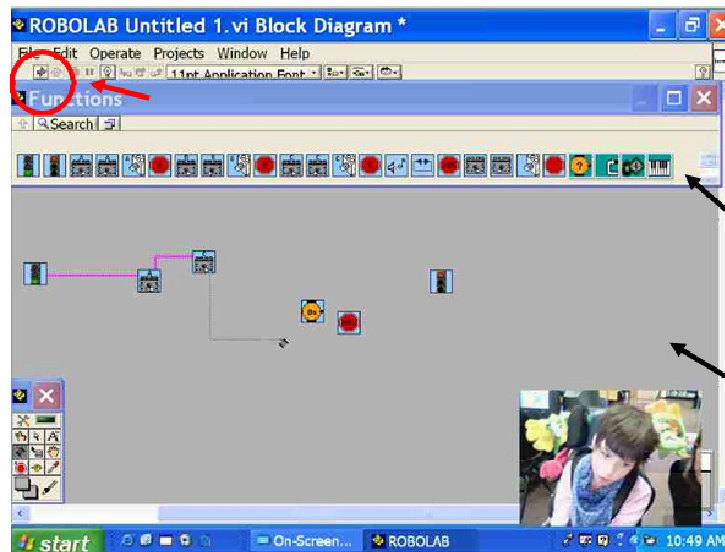 ROBOLAB Untitled 1.vi Block Diagram *
File Edit Operate Projects Window Help
11pt Application Font
Functions
Search
start
On-Screen...
ROBOLAB
10:49 AM